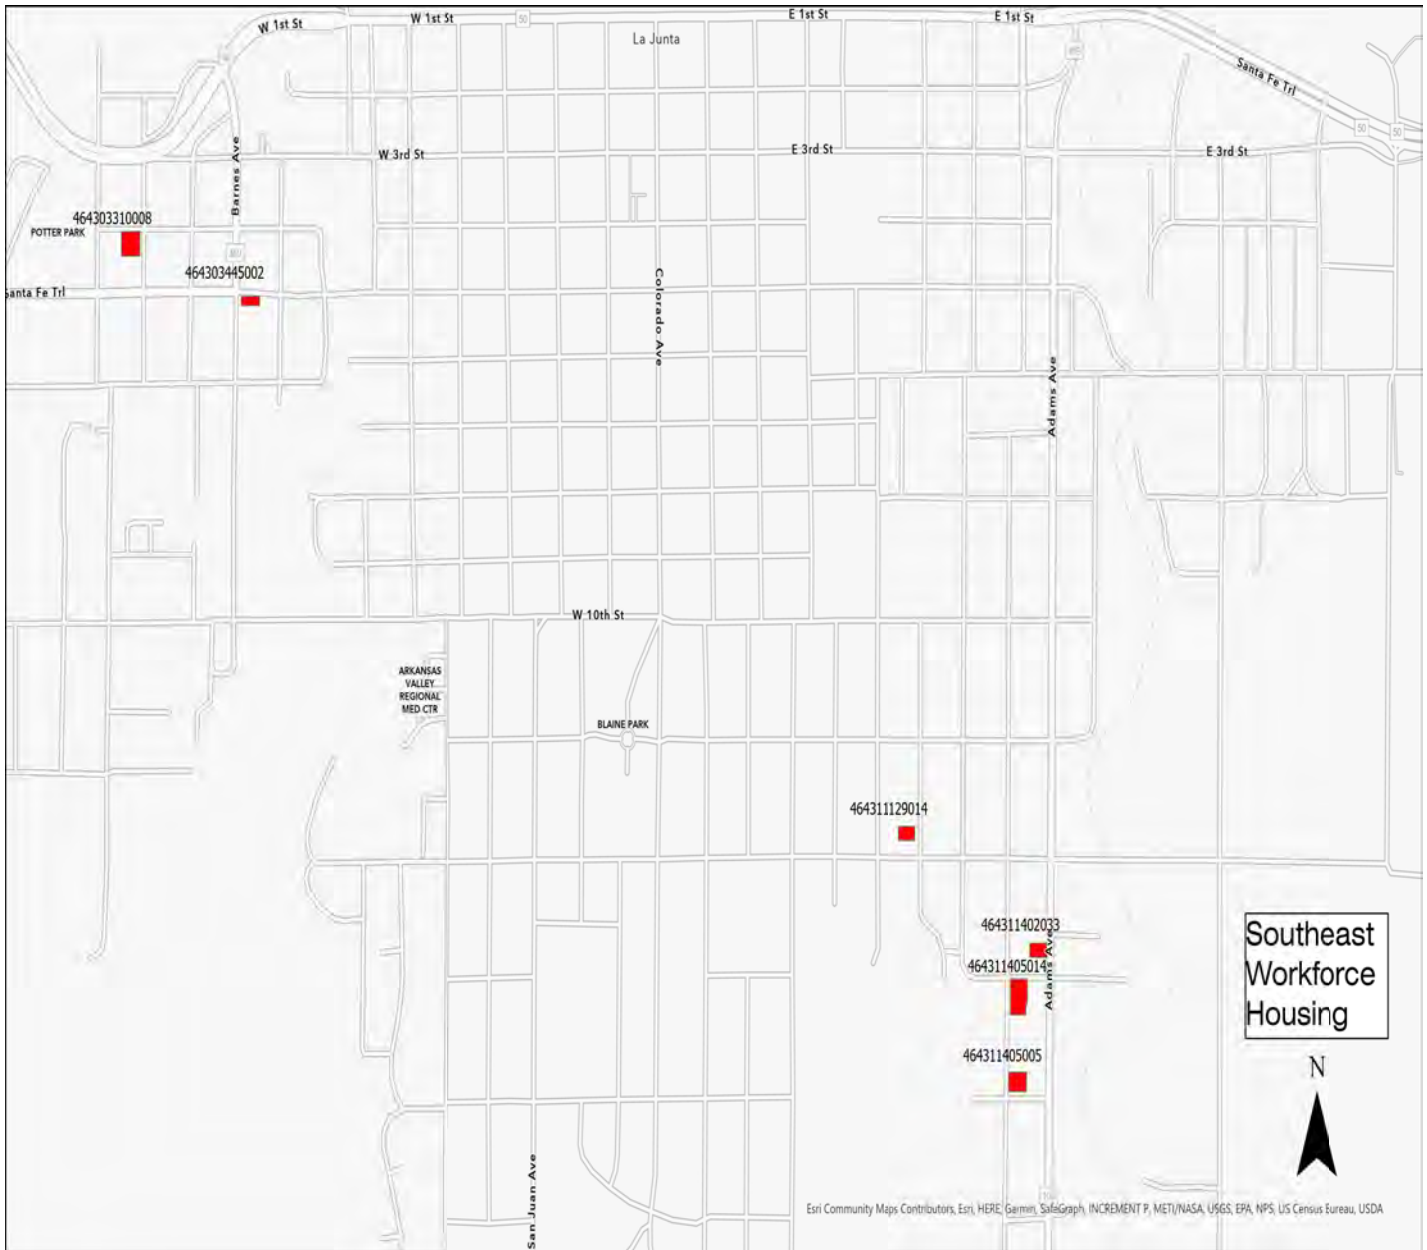 W 1st St
W 1st St
50
E 1st St
E 1st St
La Junta
Santa Fe Trl
50
50
Barnes Ave
W 3rd St
E 3rd St
E 3rd St
464303310008
POTTER PARK
464303445002
Santa Fe Trl
Colorado Ave
Adams Ave
W 10th St
ARKANSAS
VALLEY
REGIONAL
MED CTR
BLAINE PARK
464311129014
464311402033
464311405014
Adams Ave
464311405005
San Juan Ave
Southeast
Workforce
Housing
N
Esri Community Maps Contributors, Esri, HERE, Garmin, SafeGraph, INCREMENT P, METI/NASA, USGS, EPA, NPS, US Census Bureau, USDA